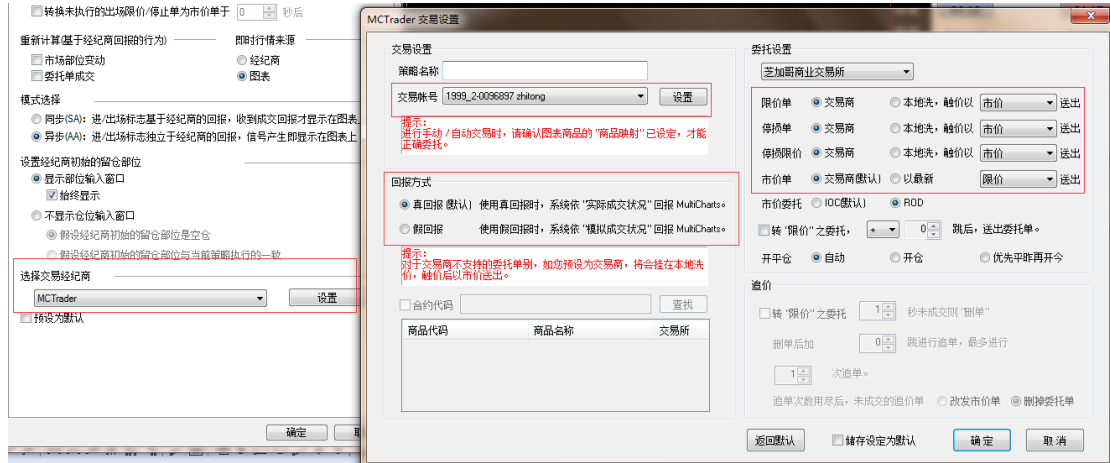 转换未执行的出场限价/停止单为市价单于 0 秒后
重新计算(基于经纪商回报的行为)
即时行情来源
市场部位变动
经纪商
委托单成交
图表
模式选择
同步(SA): 进/出场标志基于经纪商的回报，收到成交回报才显示在图表上
异步(AA): 进/出场标志独立于经纪商的回报，信号产生即显示在图表上
设置经纪商初始的留仓部位
显示部位输入窗口
始终显示
不显示仓位输入窗口
假设经纪商初始的留仓部位是空仓
假设经纪商初始的留仓部位与当前策略执行的一致
选择交易经纪商
MCTrader
设置
预设为默认
确定
MCTrader 交易设置
交易设置
策略名称
交易帐号 1999_2-0096897 zhitong 设置
提示:
进行手动 / 自动交易时，请确认图表商品的 "商品映射" 已设定，才能
正确委托。
回报方式
真回报 (默认) 使用真回报时，系统依 "实际成交状况" 回报 MultiCharts。
假回报 使用假回报时，系统依 "模拟成交状况" 回报 MultiCharts。
提示:
对于交易商不支持的委托单别，如您预设为交易商，将会挂在本地洗
价，触价后以市价送出。
合约代码 查找
商品代码 商品名称 交易所
委托设置
芝加哥商业交易所
限价单 交易商 本地洗，触价以 市价 送出
停损单 交易商 本地洗，触价以 市价 送出
停损限价 交易商 本地洗，触价以 市价 送出
市价单 交易商(默认) 以最新 限价 送出
市价委托 IOC(默认) ROD
转 "限价" 之委托， + 0 跳后，送出委托单。
开平仓 自动 开仓 优先平昨再开今
追价
转 "限价" 之委托 1 秒未成交则 "删单"
删单后加 0 跳进行追单，最多进行
1 次追单。
追单次数用尽后，未成交的追价单 改发市价单 删掉委托单
返回默认 储存设定为默认 确定 取消